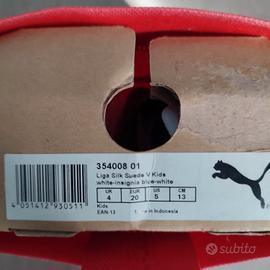 354008 01
Liga Silk Suede V Kids
white-insignia blue-white
UK EUR US CM
4 20 5 13
Kids
EAN-13
Made in Indonesia
4 051412 930511
PUMA
subito